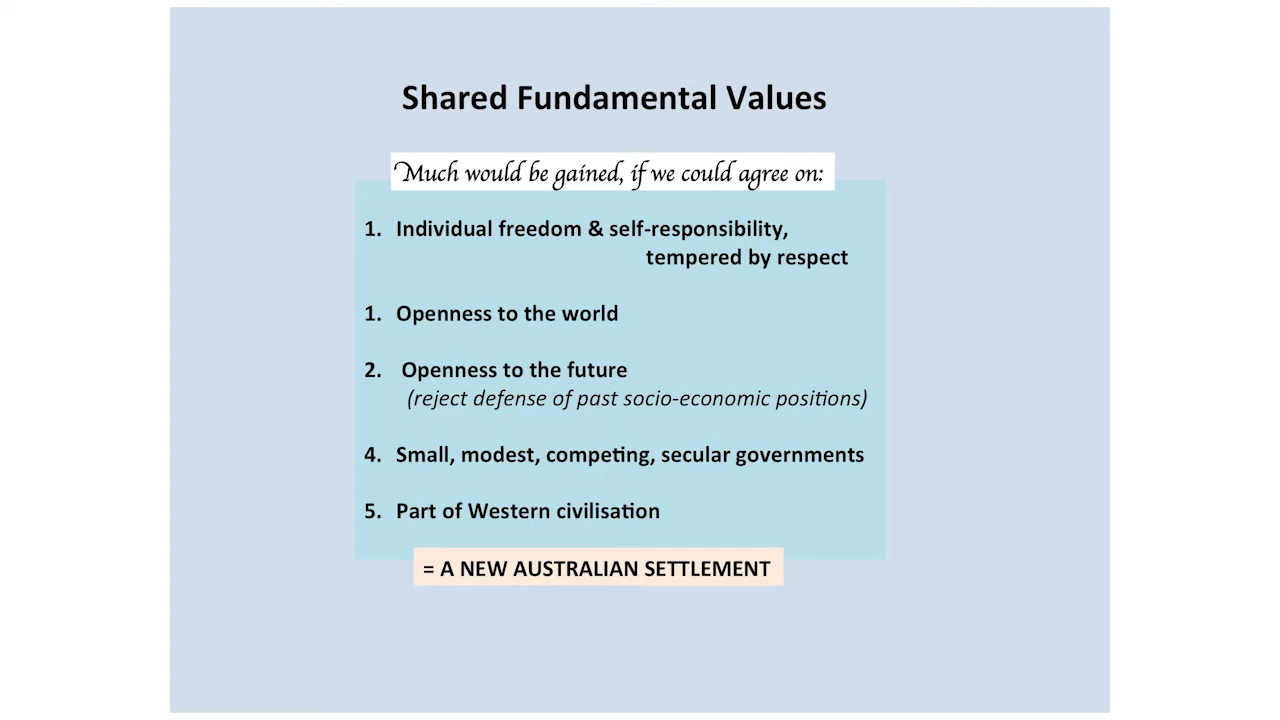 Shared Fundamental Values
Much would be gained, if we could agree on:
1. Individual freedom & self-responsibility,
tempered by respect
1. Openness to the world
2. Openness to the future
(reject defense of past socio-economic positions)
4. Small, modest, competing, secular governments
5. Part of Western civilisation
= A NEW AUSTRALIAN SETTLEMENT